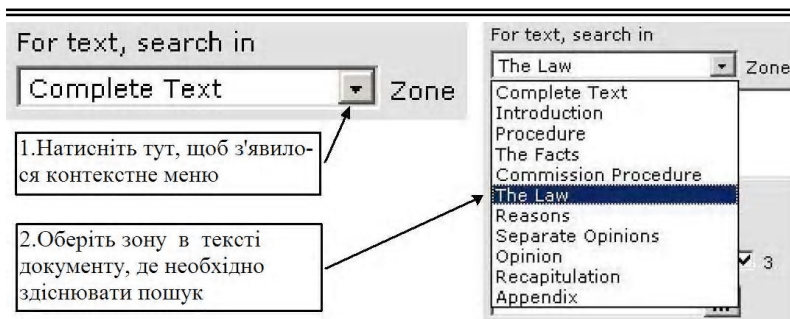 For text, search in
Complete Text
Zone
1.Натисніть тут, щоб з'явило-
ся контекстне меню
2.Оберіть зону в тексті
документу, де необхідно
здіснювати пошук
For text, search in
The Law
Zone
Complete Text
Introduction
Procedure
The Facts
Commission Procedure
The Law
Reasons
Separate Opinions
Opinion
Recapitulation
Appendix
3
...